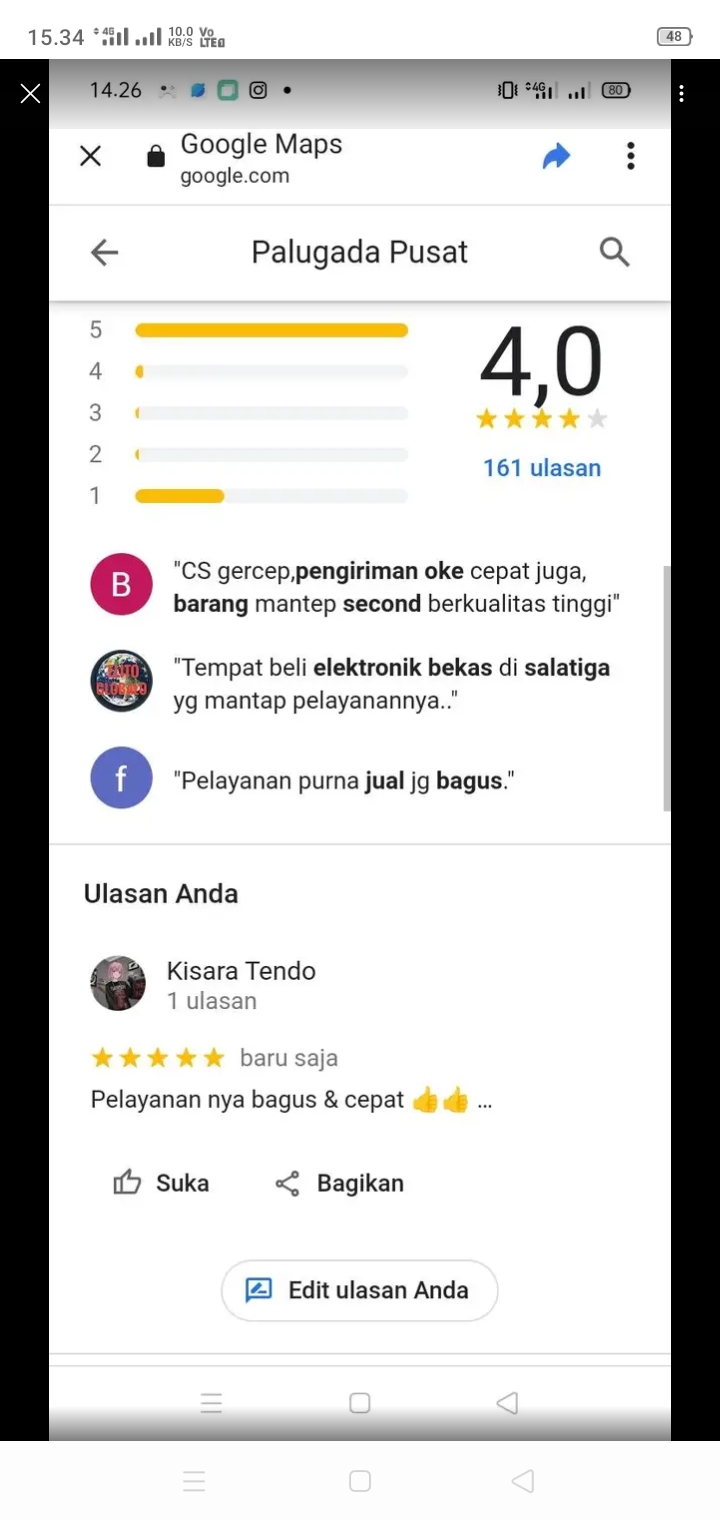 15.34 4G 10.0 KB/S Vo LTE 48
14.26 4G 80
Google Maps
google.com
Palugada Pusat
5
4
3
2
1
4,0
161 ulasan
B
"CS gercep,pengiriman oke cepat juga,
barang mantep second berkualitas tinggi"
"Tempat beli elektronik bekas di salatiga
yg mantap pelayanannya.."
f
"Pelayanan purna jual jg bagus."
Ulasan Anda
Kisara Tendo
1 ulasan
baru saja
Pelayanan nya bagus & cepat 👍👍 ...
Suka
Bagikan
Edit ulasan Anda